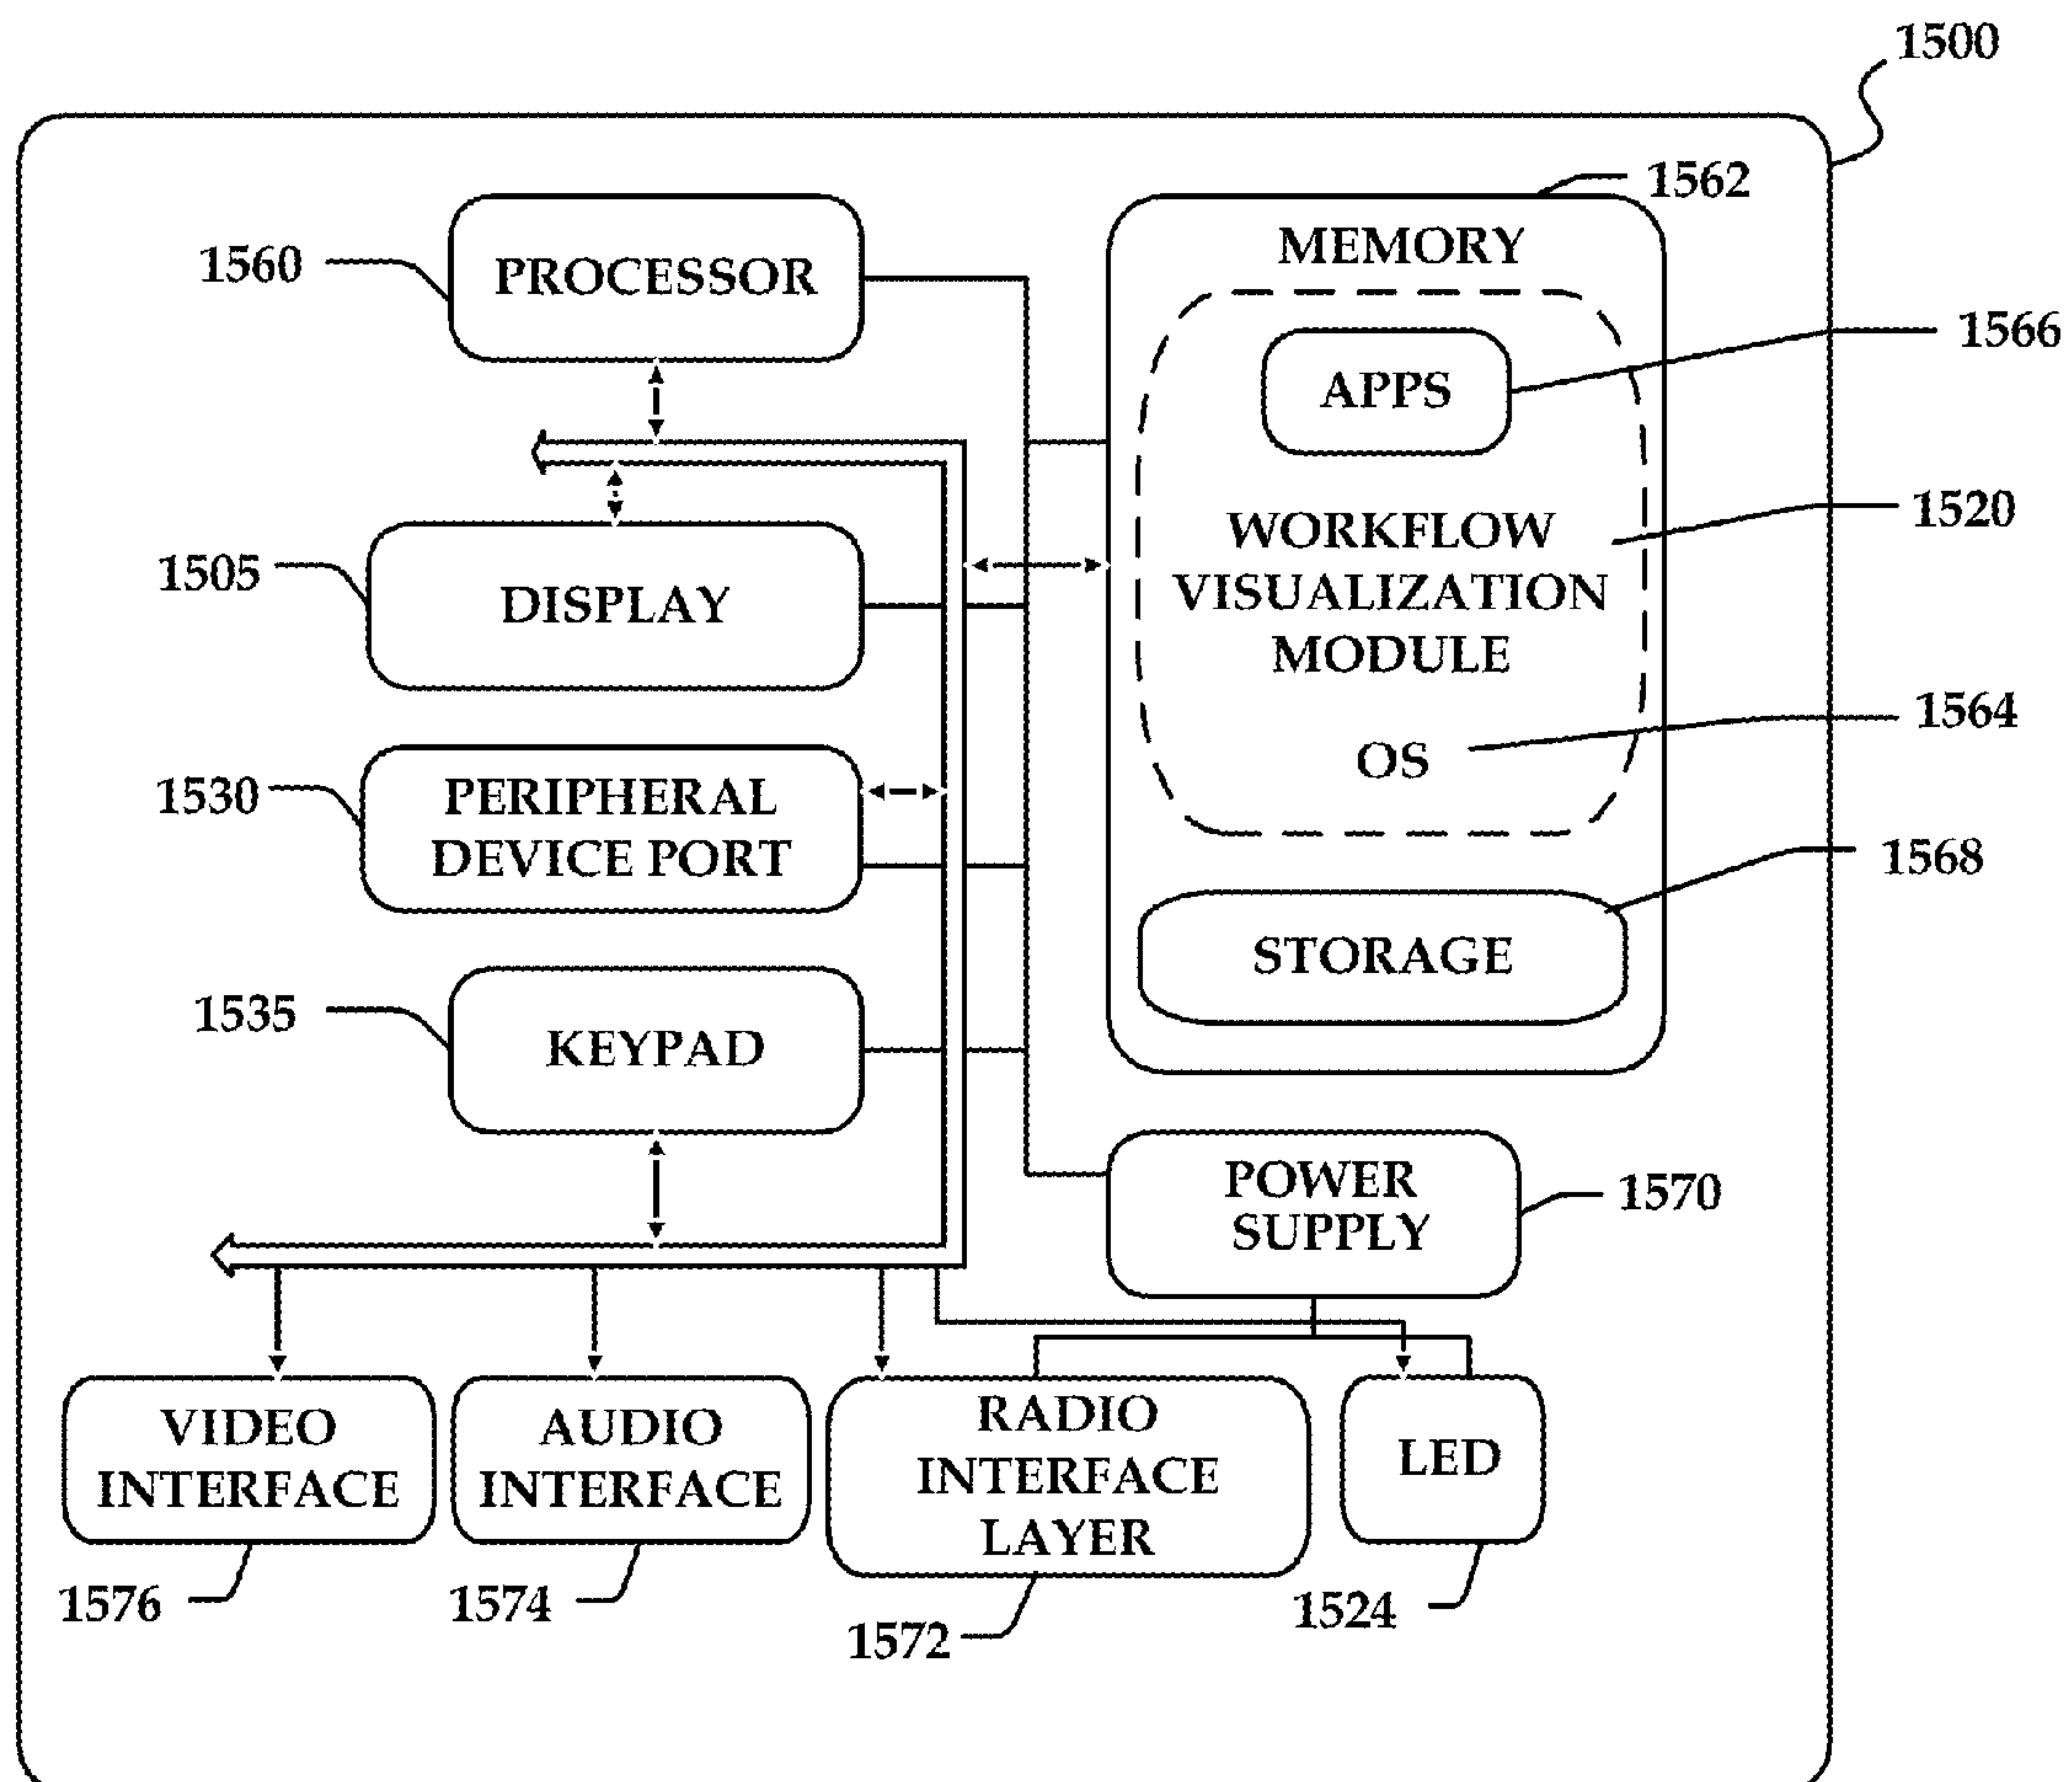 1500
1562
MEMORY
1560
PROCESSOR
1566
APPS
1520
WORKFLOW
VISUALIZATION
MODULE
1505
DISPLAY
1564
OS
1530
PERIPHERAL
DEVICE PORT
1568
STORAGE
1535
KEYPAD
POWER
SUPPLY
1570
VIDEO
INTERFACE
AUDIO
INTERFACE
RADIO
INTERFACE
LAYER
LED
1576
1574
1572
1524